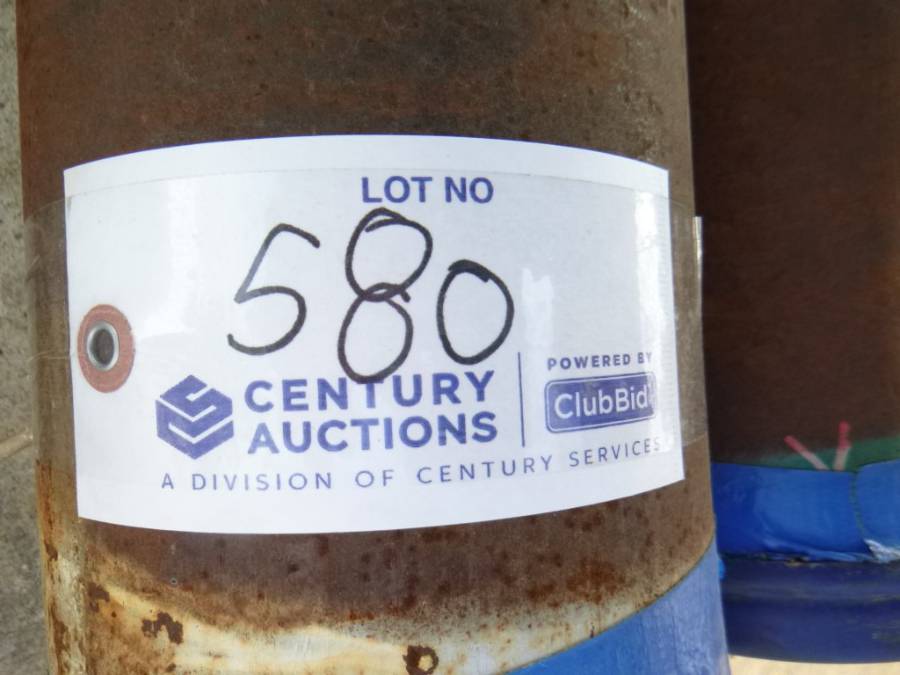 LOT NO
580
CENTURY
AUCTIONS
POWERED BY
ClubBid
A DIVISION OF CENTURY SERVICES